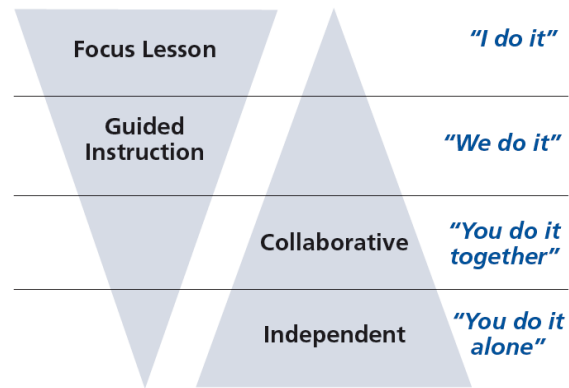 Focus Lesson
“I do it”
Guided
Instruction
“We do it”
Collaborative
“You do it
together”
Independent
“You do it
alone”